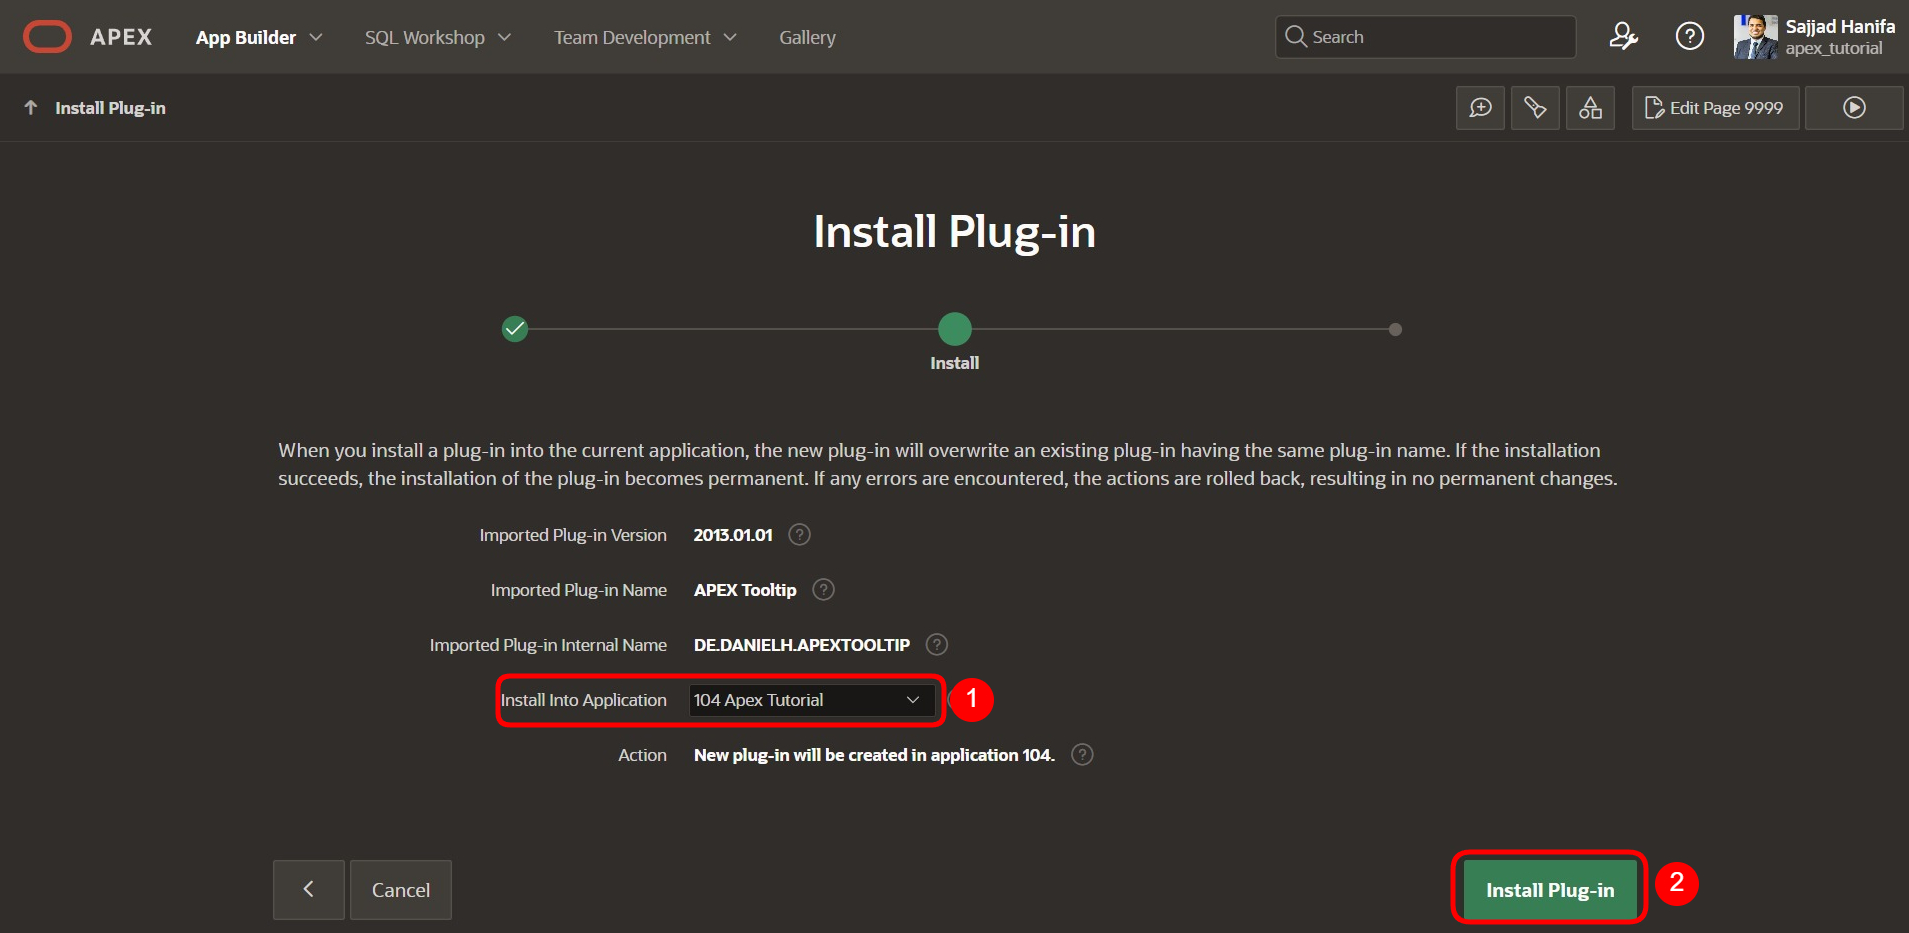 APEX App Builder SQL Workshop Team Development Gallery Search Sajjad Hanifa
apex_tutorial
Install Plug-in Edit Page 9999
Install Plug-in
Install
When you install a plug-in into the current application, the new plug-in will overwrite an existing plug-in having the same plug-in name. If the installation
succeeds, the installation of the plug-in becomes permanent. If any errors are encountered, the actions are rolled back, resulting in no permanent changes.
Imported Plug-in Version 2013.01.01 ?
Imported Plug-in Name APEX Tooltip ?
Imported Plug-in Internal Name DE.DANIELH.APEXTOOLTIP ?
Install Into Application 104 Apex Tutorial 1
Action New plug-in will be created in application 104. ?
Cancel Install Plug-in 2